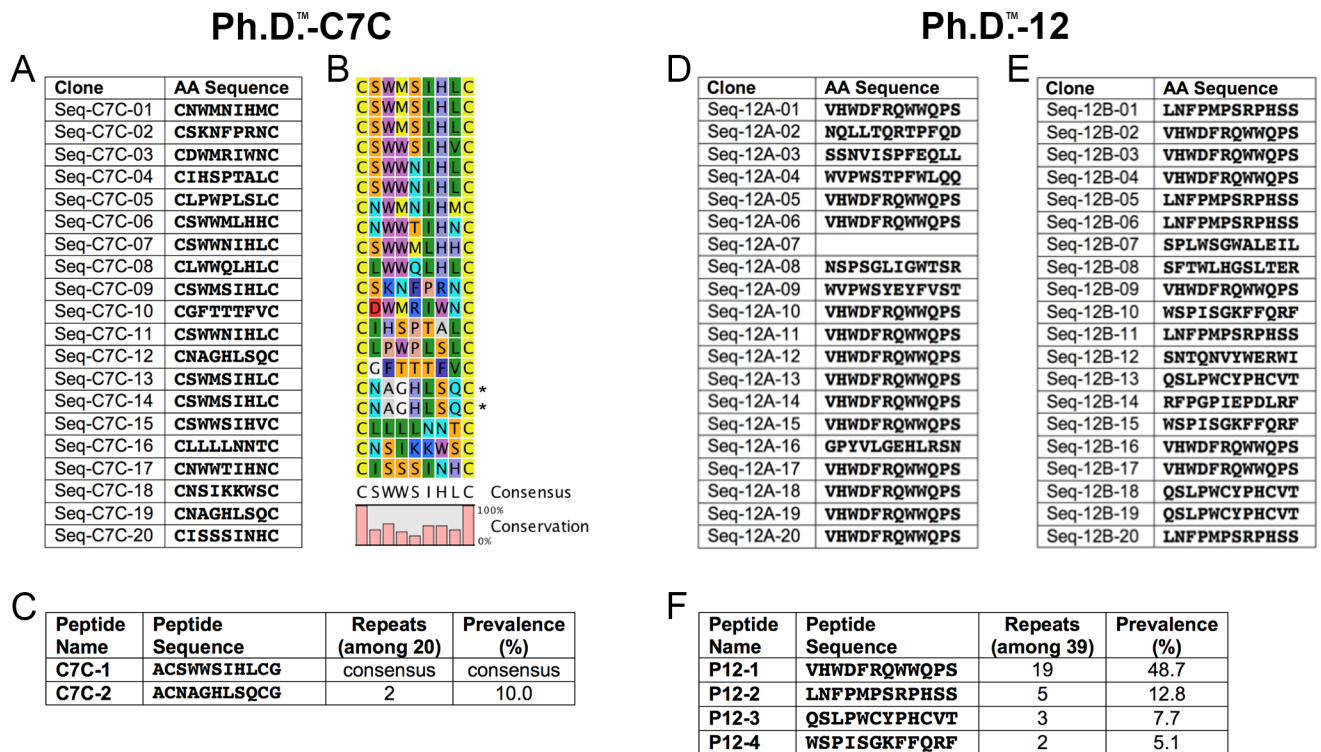 Ph.D.™-C7C
Ph.D.™-12
A
Clone AA Sequence
Seq-C7C-01 CNWMNIHMC
Seq-C7C-02 CSKNFPRNC
Seq-C7C-03 CDWMRIWNC
Seq-C7C-04 CIHSPTALC
Seq-C7C-05 CLPWPLSLC
Seq-C7C-06 CSWWMLHHC
Seq-C7C-07 CSWWNIHLC
Seq-C7C-08 CLWWQLHLC
Seq-C7C-09 CSWMSIHLC
Seq-C7C-10 CGFTTTFVC
Seq-C7C-11 CSWWNIHLC
Seq-C7C-12 CNAGHLSQC
Seq-C7C-13 CSWMSIHLC
Seq-C7C-14 CSWMSIHLC
Seq-C7C-15 CSWWSIHVC
Seq-C7C-16 CLLLLNNTC
Seq-C7C-17 CNWWTIHNC
Seq-C7C-18 CNSIKKWSC
Seq-C7C-19 CNAGHLSQC
Seq-C7C-20 CISSSINHC
B
CSWMSIHLC
CSWMSIHLC
CSWMSIHLC
CSWWSIHVC
CSWWNIHLC
CSWWNIHLC
CNWMNIHMC
CNWWTIHNC
CSWWMLHHC
CLWWQLHLC
CSKNFPRNC
CDWMRIWNC
CIHSPTALC
CLPWPLSLC
CGFTTTFVC
CNAGHLSQC *
CNAGHLSQC *
CLLLLNNTC
CNSIKKWSC
CISSSINHC
CSWWSIHLC Consensus
100%
Conservation
0%
C
Peptide Name Peptide Sequence Repeats (among 20) Prevalence (%)
C7C-1 ACSWWSIHLCG consensus consensus
C7C-2 ACNAGHLSQCG 2 10.0
D
Clone AA Sequence
Seq-12A-01 VHWDFRQWWQPS
Seq-12A-02 NQLLTQRTPFQD
Seq-12A-03 SSNVISPFEQLL
Seq-12A-04 WVPWSTPFWLQQ
Seq-12A-05 VHWDFRQWWQPS
Seq-12A-06 VHWDFRQWWQPS
Seq-12A-07
Seq-12A-08 NSPSGLIGWTSR
Seq-12A-09 WVPWSYEYFVST
Seq-12A-10 VHWDFRQWWQPS
Seq-12A-11 VHWDFRQWWQPS
Seq-12A-12 VHWDFRQWWQPS
Seq-12A-13 VHWDFRQWWQPS
Seq-12A-14 VHWDFRQWWQPS
Seq-12A-15 VHWDFRQWWQPS
Seq-12A-16 GPYVLGEHLRSN
Seq-12A-17 VHWDFRQWWQPS
Seq-12A-18 VHWDFRQWWQPS
Seq-12A-19 VHWDFRQWWQPS
Seq-12A-20 VHWDFRQWWQPS
E
Clone AA Sequence
Seq-12B-01 LNFPMPSRPHSS
Seq-12B-02 VHWDFRQWWQPS
Seq-12B-03 VHWDFRQWWQPS
Seq-12B-04 VHWDFRQWWQPS
Seq-12B-05 LNFPMPSRPHSS
Seq-12B-06 LNFPMPSRPHSS
Seq-12B-07 SPLWSGWALEIL
Seq-12B-08 SFTWLHGSLTER
Seq-12B-09 VHWDFRQWWQPS
Seq-12B-10 WSPISGKFFQRF
Seq-12B-11 LNFPMPSRPHSS
Seq-12B-12 SNTQNVYWERWI
Seq-12B-13 QSLPWCYPHCVT
Seq-12B-14 RFPGPIEPDLRF
Seq-12B-15 WSPISGKFFQRF
Seq-12B-16 VHWDFRQWWQPS
Seq-12B-17 VHWDFRQWWQPS
Seq-12B-18 QSLPWCYPHCVT
Seq-12B-19 QSLPWCYPHCVT
Seq-12B-20 LNFPMPSRPHSS
F
Peptide Name Peptide Sequence Repeats (among 39) Prevalence (%)
P12-1 VHWDFRQWWQPS 19 48.7
P12-2 LNFPMPSRPHSS 5 12.8
P12-3 QSLPWCYPHCVT 3 7.7
P12-4 WSPISGKFFQRF 2 5.1